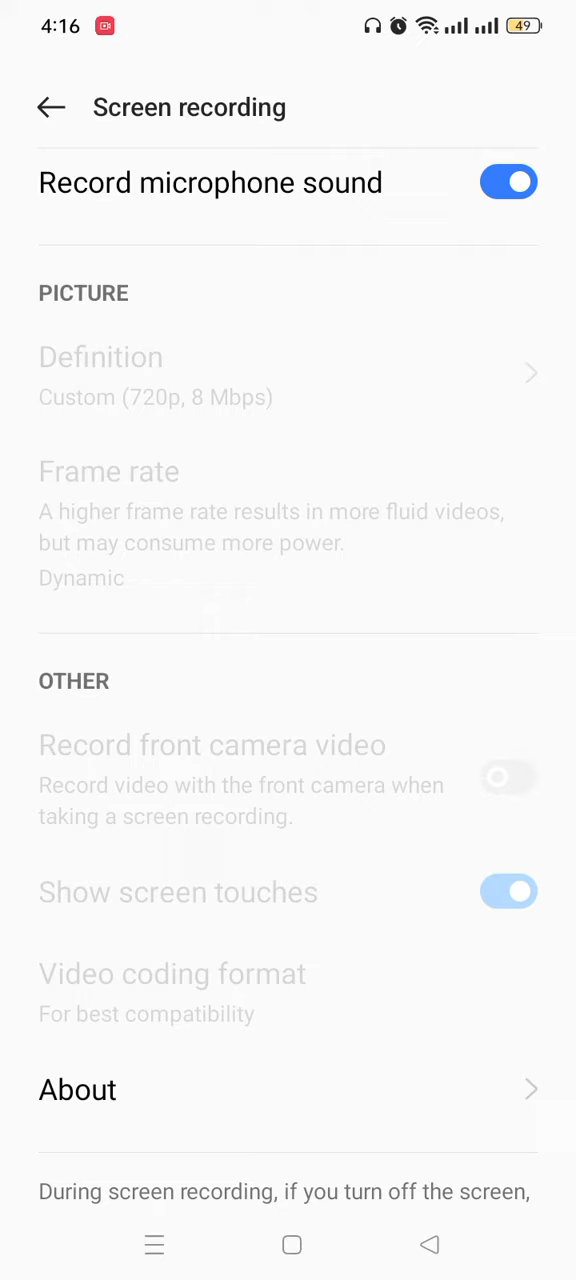 4:16
49
Screen recording
Record microphone sound
PICTURE
Definition
Custom (720p, 8 Mbps)
Frame rate
A higher frame rate results in more fluid videos,
but may consume more power.
Dynamic
OTHER
Record front camera video
Record video with the front camera when
taking a screen recording.
Show screen touches
Video coding format
For best compatibility
About
During screen recording, if you turn off the screen,